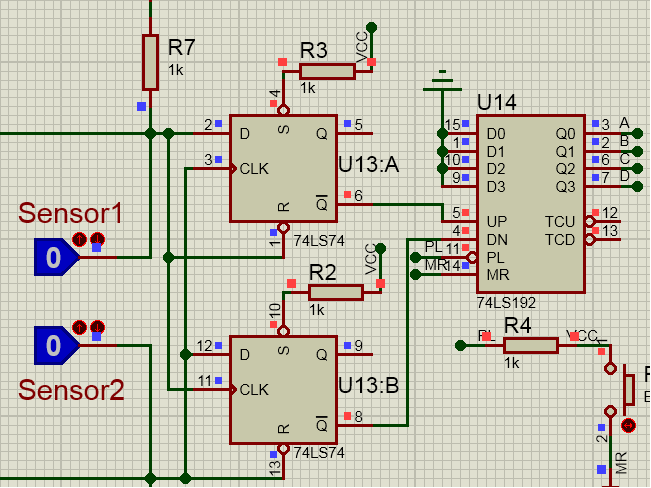 R7
1k
R3
1k
VCC
4
S
2 D Q 5
3 CLK
U13:A
Q 6
R
1
74LS74
U14
15 D0 Q0 3 A
1 D1 Q1 2 B
10 D2 Q2 6 C
9 D3 Q3 7 D
5 UP TCU 12
4 DN TCD 13
PL 11 PL
MR 14 MR
74LS192
Sensor1
0
R2
1k
VCC
10
S
12 D Q 9
11 CLK
U13:B
Q 8
R
13
74LS74
Sensor2
0
PL
R4
1k
VCC
1
2
MR